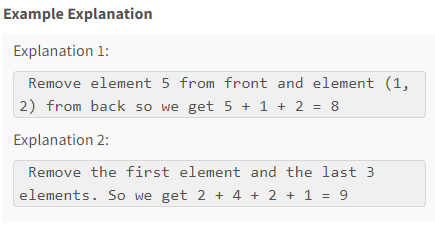 Example Explanation
Explanation 1:
Remove element 5 from front and element (1,
2) from back so we get 5 + 1 + 2 = 8
Explanation 2:
Remove the first element and the last 3
elements. So we get 2 + 4 + 2 + 1 = 9